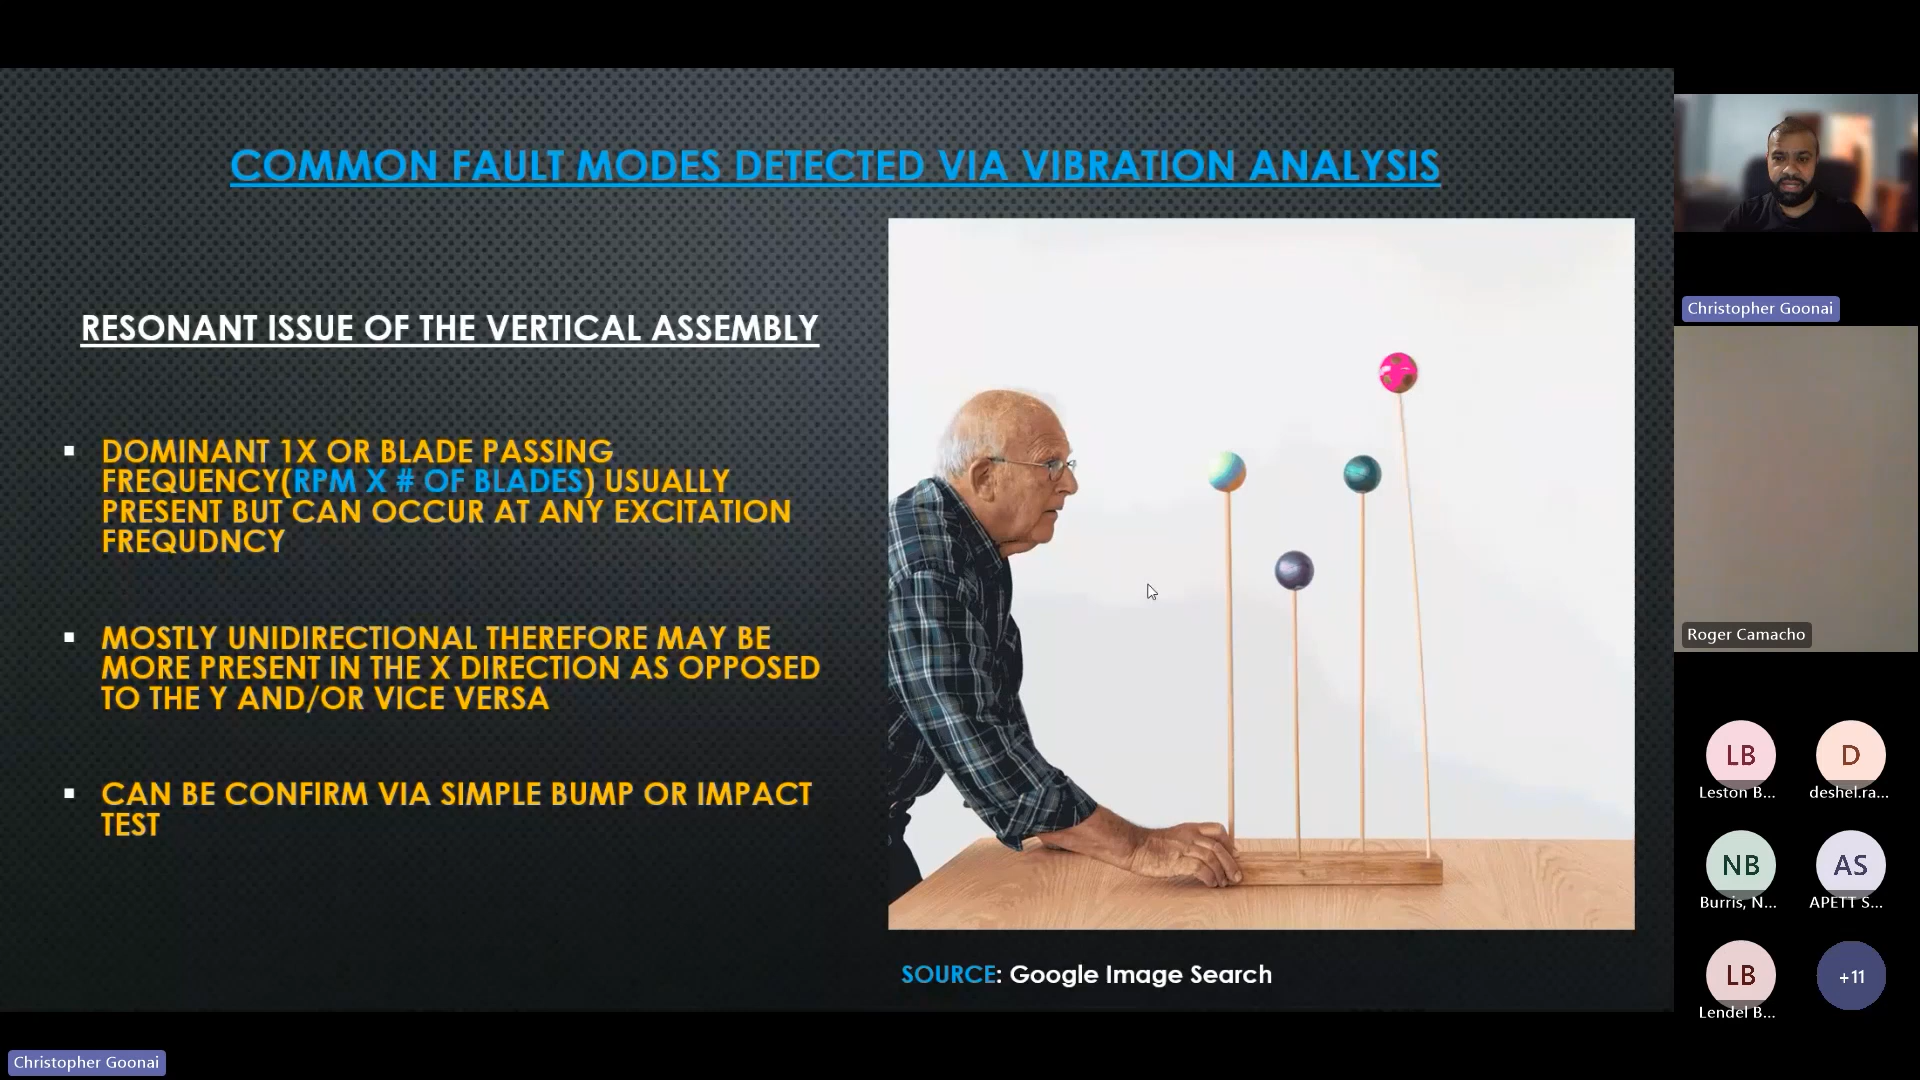 COMMON FAULT MODES DETECTED VIA VIBRATION ANALYSIS
RESONANT ISSUE OF THE VERTICAL ASSEMBLY
▪ DOMINANT 1X OR BLADE PASSING
FREQUENCY(RPM X # OF BLADES) USUALLY
PRESENT BUT CAN OCCUR AT ANY EXCITATION
FREQUDNCY
▪ MOSTLY UNIDIRECTIONAL THEREFORE MAY BE
MORE PRESENT IN THE X DIRECTION AS OPPOSED
TO THE Y AND/OR VICE VERSA
▪ CAN BE CONFIRM VIA SIMPLE BUMP OR IMPACT
TEST
SOURCE: Google Image Search
Christopher Goonai
Christopher Goonai
Roger Camacho
LB
Leston B...
D
deshel.ra...
NB
Burris, N...
AS
APETT S...
LB
Lendel B...
+11